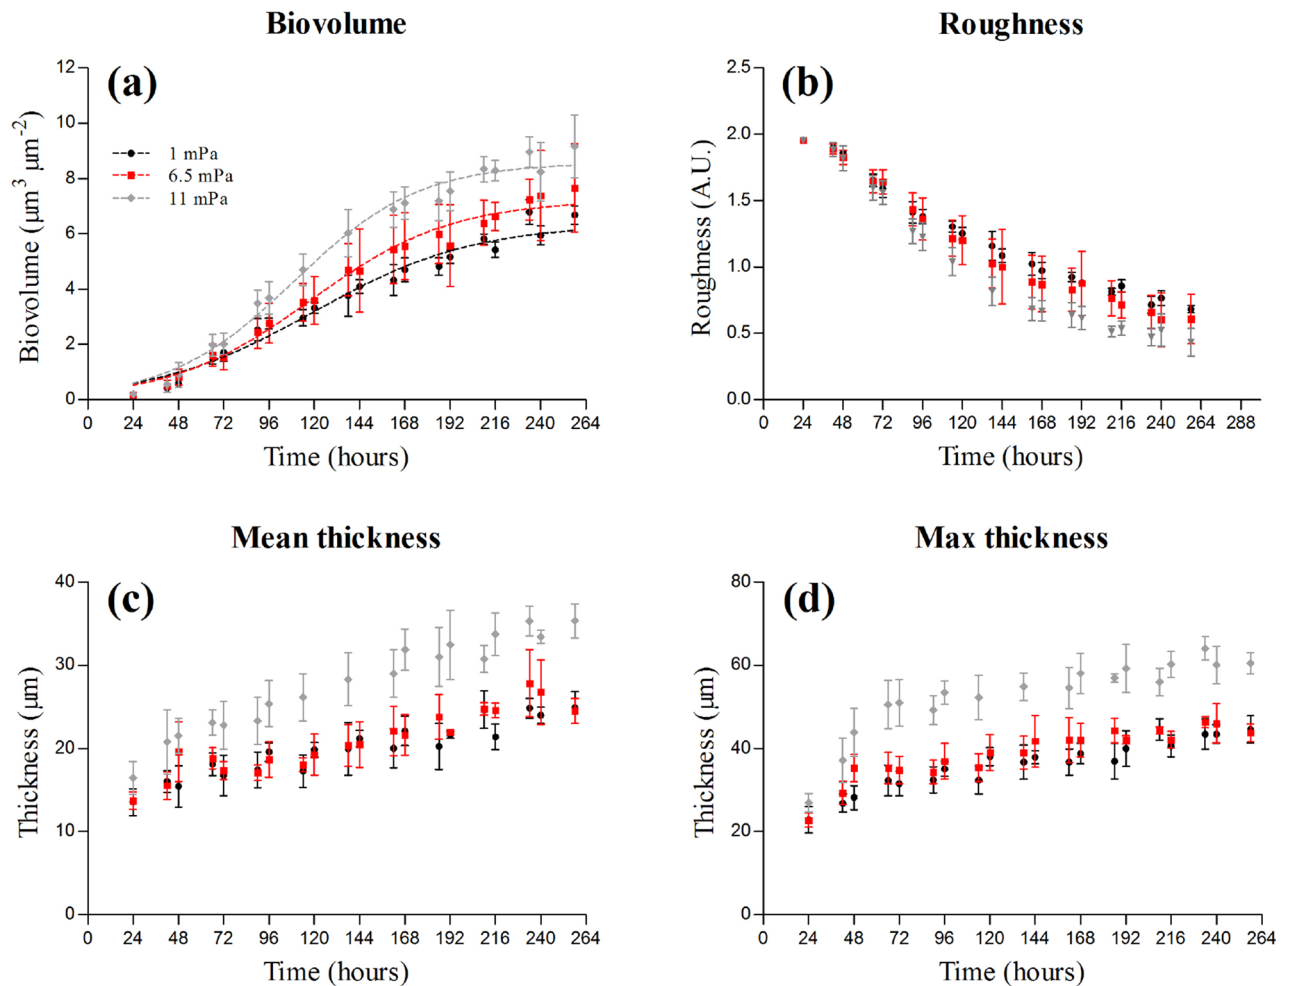 Biovolume
(a)
12
10
8
6
4
2
0
Biovolume (µm³ µm⁻²)
1 mPa
6.5 mPa
11 mPa
0 24 48 72 96 120 144 168 192 216 240 264
Time (hours)
Roughness
(b)
2.5
2.0
1.5
1.0
0.5
0.0
Roughness (A.U.)
0 24 48 72 96 120 144 168 192 216 240 264 288
Time (hours)
Mean thickness
(c)
40
30
20
10
0
Thickness (µm)
0 24 48 72 96 120 144 168 192 216 240 264
Time (hours)
Max thickness
(d)
80
60
40
20
0
Thickness (µm)
0 24 48 72 96 120 144 168 192 216 240 264
Time (hours)